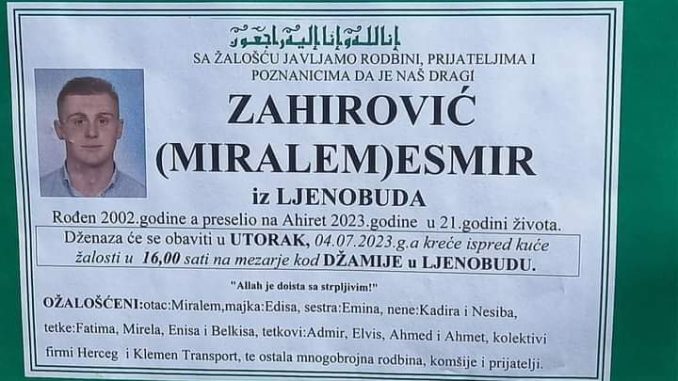 إنا لله وإنا إليه راجعون
SA ŽALOŠĆU JAVLJAMO RODBINI, PRIJATELJIMA I
POZNANICIMA DA JE NAŠ DRAGI
ZAHIROVIĆ
(MIRALEM)ESMIR
iz LJENOBUDA
Rođen 2002.godine a preselio na Ahiret 2023.godine u 21.godini života.
Dženaza će se obaviti u UTORAK, 04.07.2023.g.a kreće ispred kuće
žalosti u 16,00 sati na mezarje kod DŽAMIJE u LJENOBUDU.
"Allah je doista sa strpljivim!"
OŽALOŠĆENI:otac:Miralem,majka:Edisa, sestra:Emina, nene:Kadira i Nesiba,
tetke:Fatima, Mirela, Enisa i Belkisa, tetkovi:Admir, Elvis, Ahmed i Ahmet, kolektivi
firmi Herceg i Klemen Transport, te ostala mnogobrojna rodbina, komšije i prijatelji.